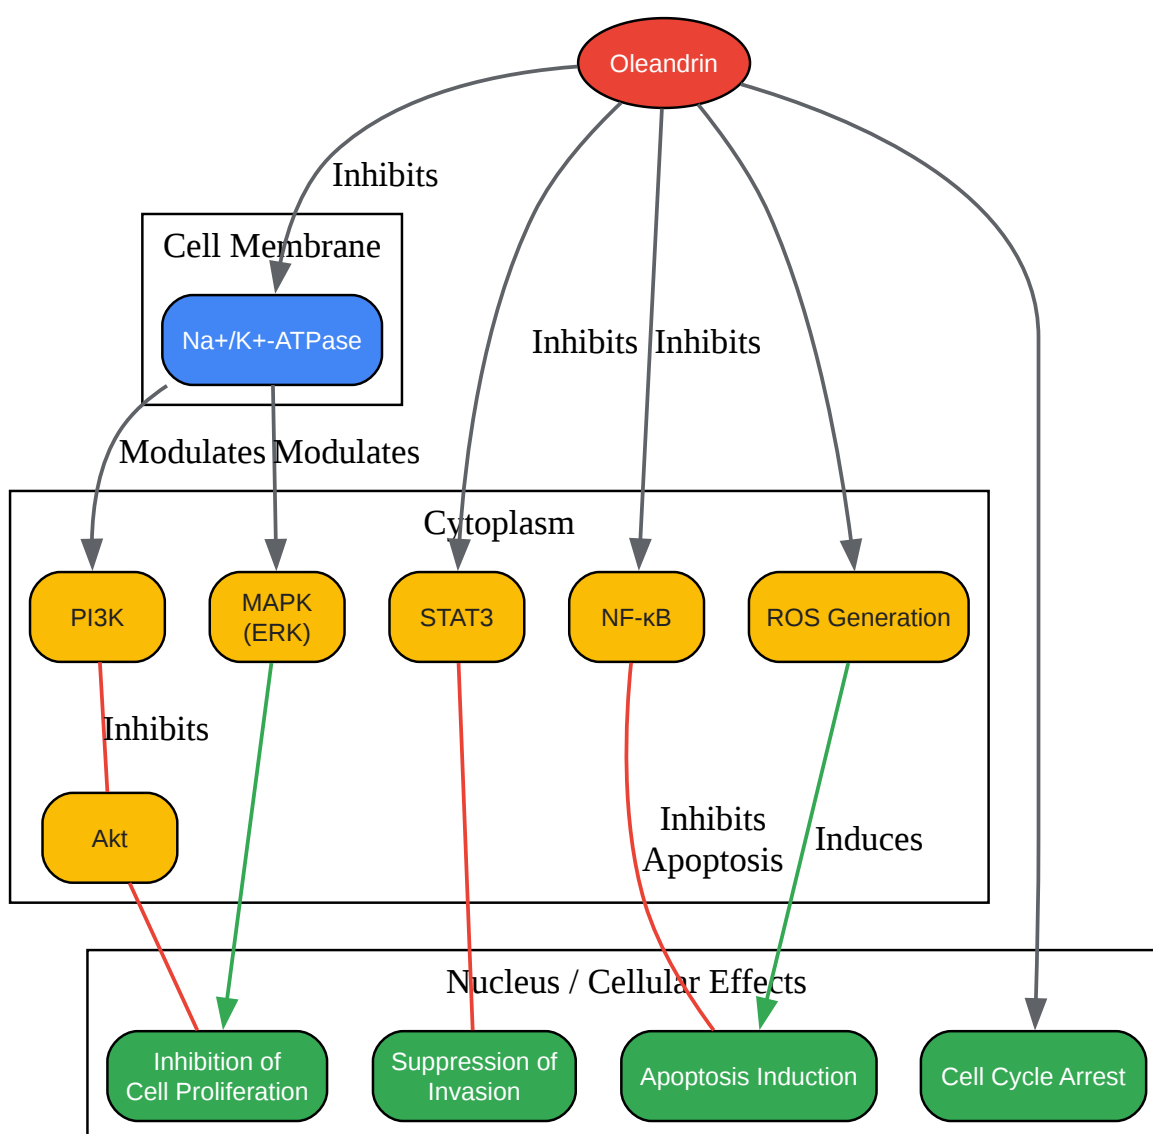 Oleandrin
Inhibits
Cell Membrane
Na+/K+-ATPase
Inhibits
Inhibits
Modulates
Modulates
Cytoplasm
PI3K
MAPK
(ERK)
STAT3
NF-κB
ROS Generation
Inhibits
Akt
Inhibits
Apoptosis
Induces
Nucleus / Cellular Effects
Inhibition of
Cell Proliferation
Suppression of
Invasion
Apoptosis Induction
Cell Cycle Arrest